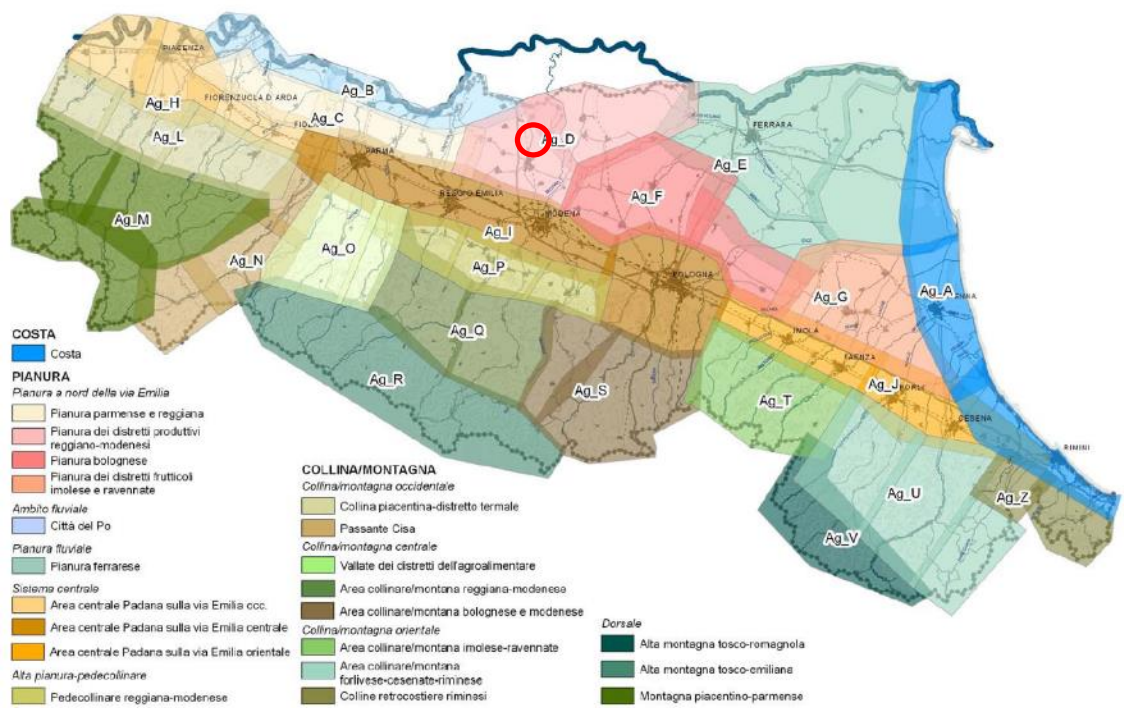 PIACENZA
Ag_B
Ag_H
FIORENZUOLA D'ARDA
Ag_C
Ag_L
PARMA
Ag_D
FERRARA
Ag_E
Ag_M
REGGIO EMILIA
Ag_F
MODENA
Ag_I
Ag_O
Ag_N
Ag_P
BOLOGNA
Ag_G
Ag_A
Ag_Q
IMOLA
FAENZA
Ag_J
Ag_R
Ag_S
Ag_T
CESENA
RIMINI
Ag_U
Ag_Z
Ag_V
COSTA
Costa
PIANURA
Pianura a nord della via Emilia
Pianura parmense e reggiana
Pianura dei distretti produttivi
reggiano-modenesi
Pianura bolognese
Pianura dei distretti frutticoli
imolese e ravennate
Ambito fluviale
Città del Po
Pianura fluviale
Pianura ferrarese
Sistema centrale
Area centrale Padana sulla via Emilia occ.
Area centrale Padana sulla via Emilia centrale
Area centrale Padana sulla via Emilia orientale
Alta pianura-pedecollinare
Pedecollinare reggiana-modenese
COLLINA/MONTAGNA
Collina/montagna occidentale
Collina piacentina-distretto termale
Passante Cisa
Collina/montagna centrale
Vallate dei distretti dell'agroalimentare
Area collinare/montana reggiana-modenese
Area collinare/montana bolognese e modenese
Collina/montagna orientale
Area collinare/montana imolese-ravennate
Area collinare/montana
forlivese-cesenate-riminese
Colline retrocostiere riminesi
Dorsale
Alta montagna tosco-romagnola
Alta montagna tosco-emiliana
Montagna piacentino-parmense